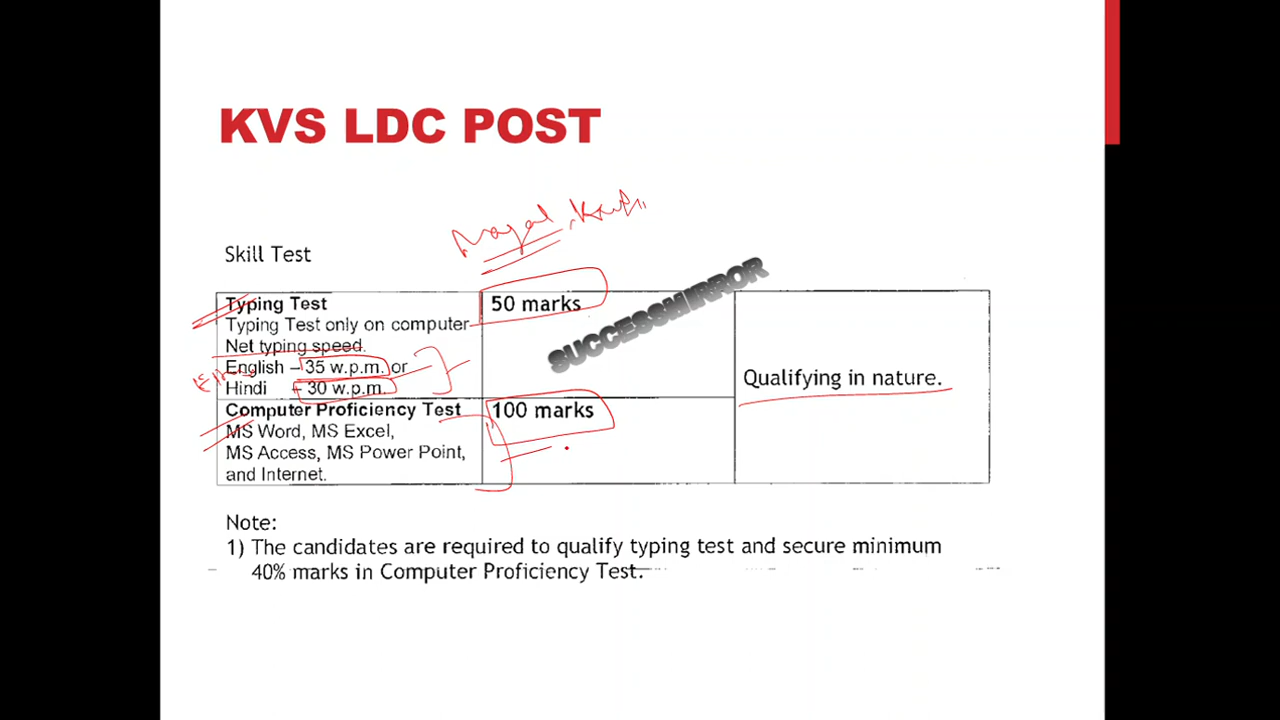 KVS LDC POST
Skill Test
Typing Test
Typing Test only on computer
Net typing speed.
English – 35 w.p.m. or
Hindi – 30 w.p.m.
50 marks
Qualifying in nature.
Computer Proficiency Test
MS Word, MS Excel,
MS Access, MS Power Point,
and Internet.
100 marks
SUCCESSMIRROR
Note:
1) The candidates are required to qualify typing test and secure minimum
40% marks in Computer Proficiency Test.